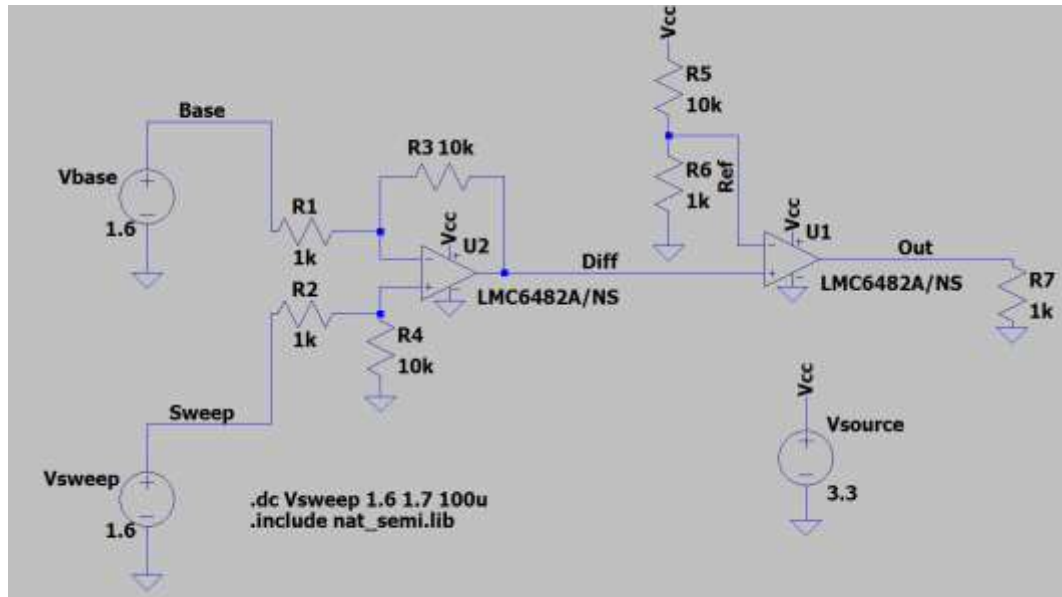 Vcc
R5
10k
Base
R3 10k
R6
1k
Ref
Vbase
1.6
R1
1k
Vcc
U2
Vcc
U1
Out
Diff
LMC6482A/NS
LMC6482A/NS
R7
1k
R2
1k
R4
10k
Sweep
Vcc
Vsource
3.3
Vsweep
1.6
.dc Vsweep 1.6 1.7 100u
.include nat_semi.lib